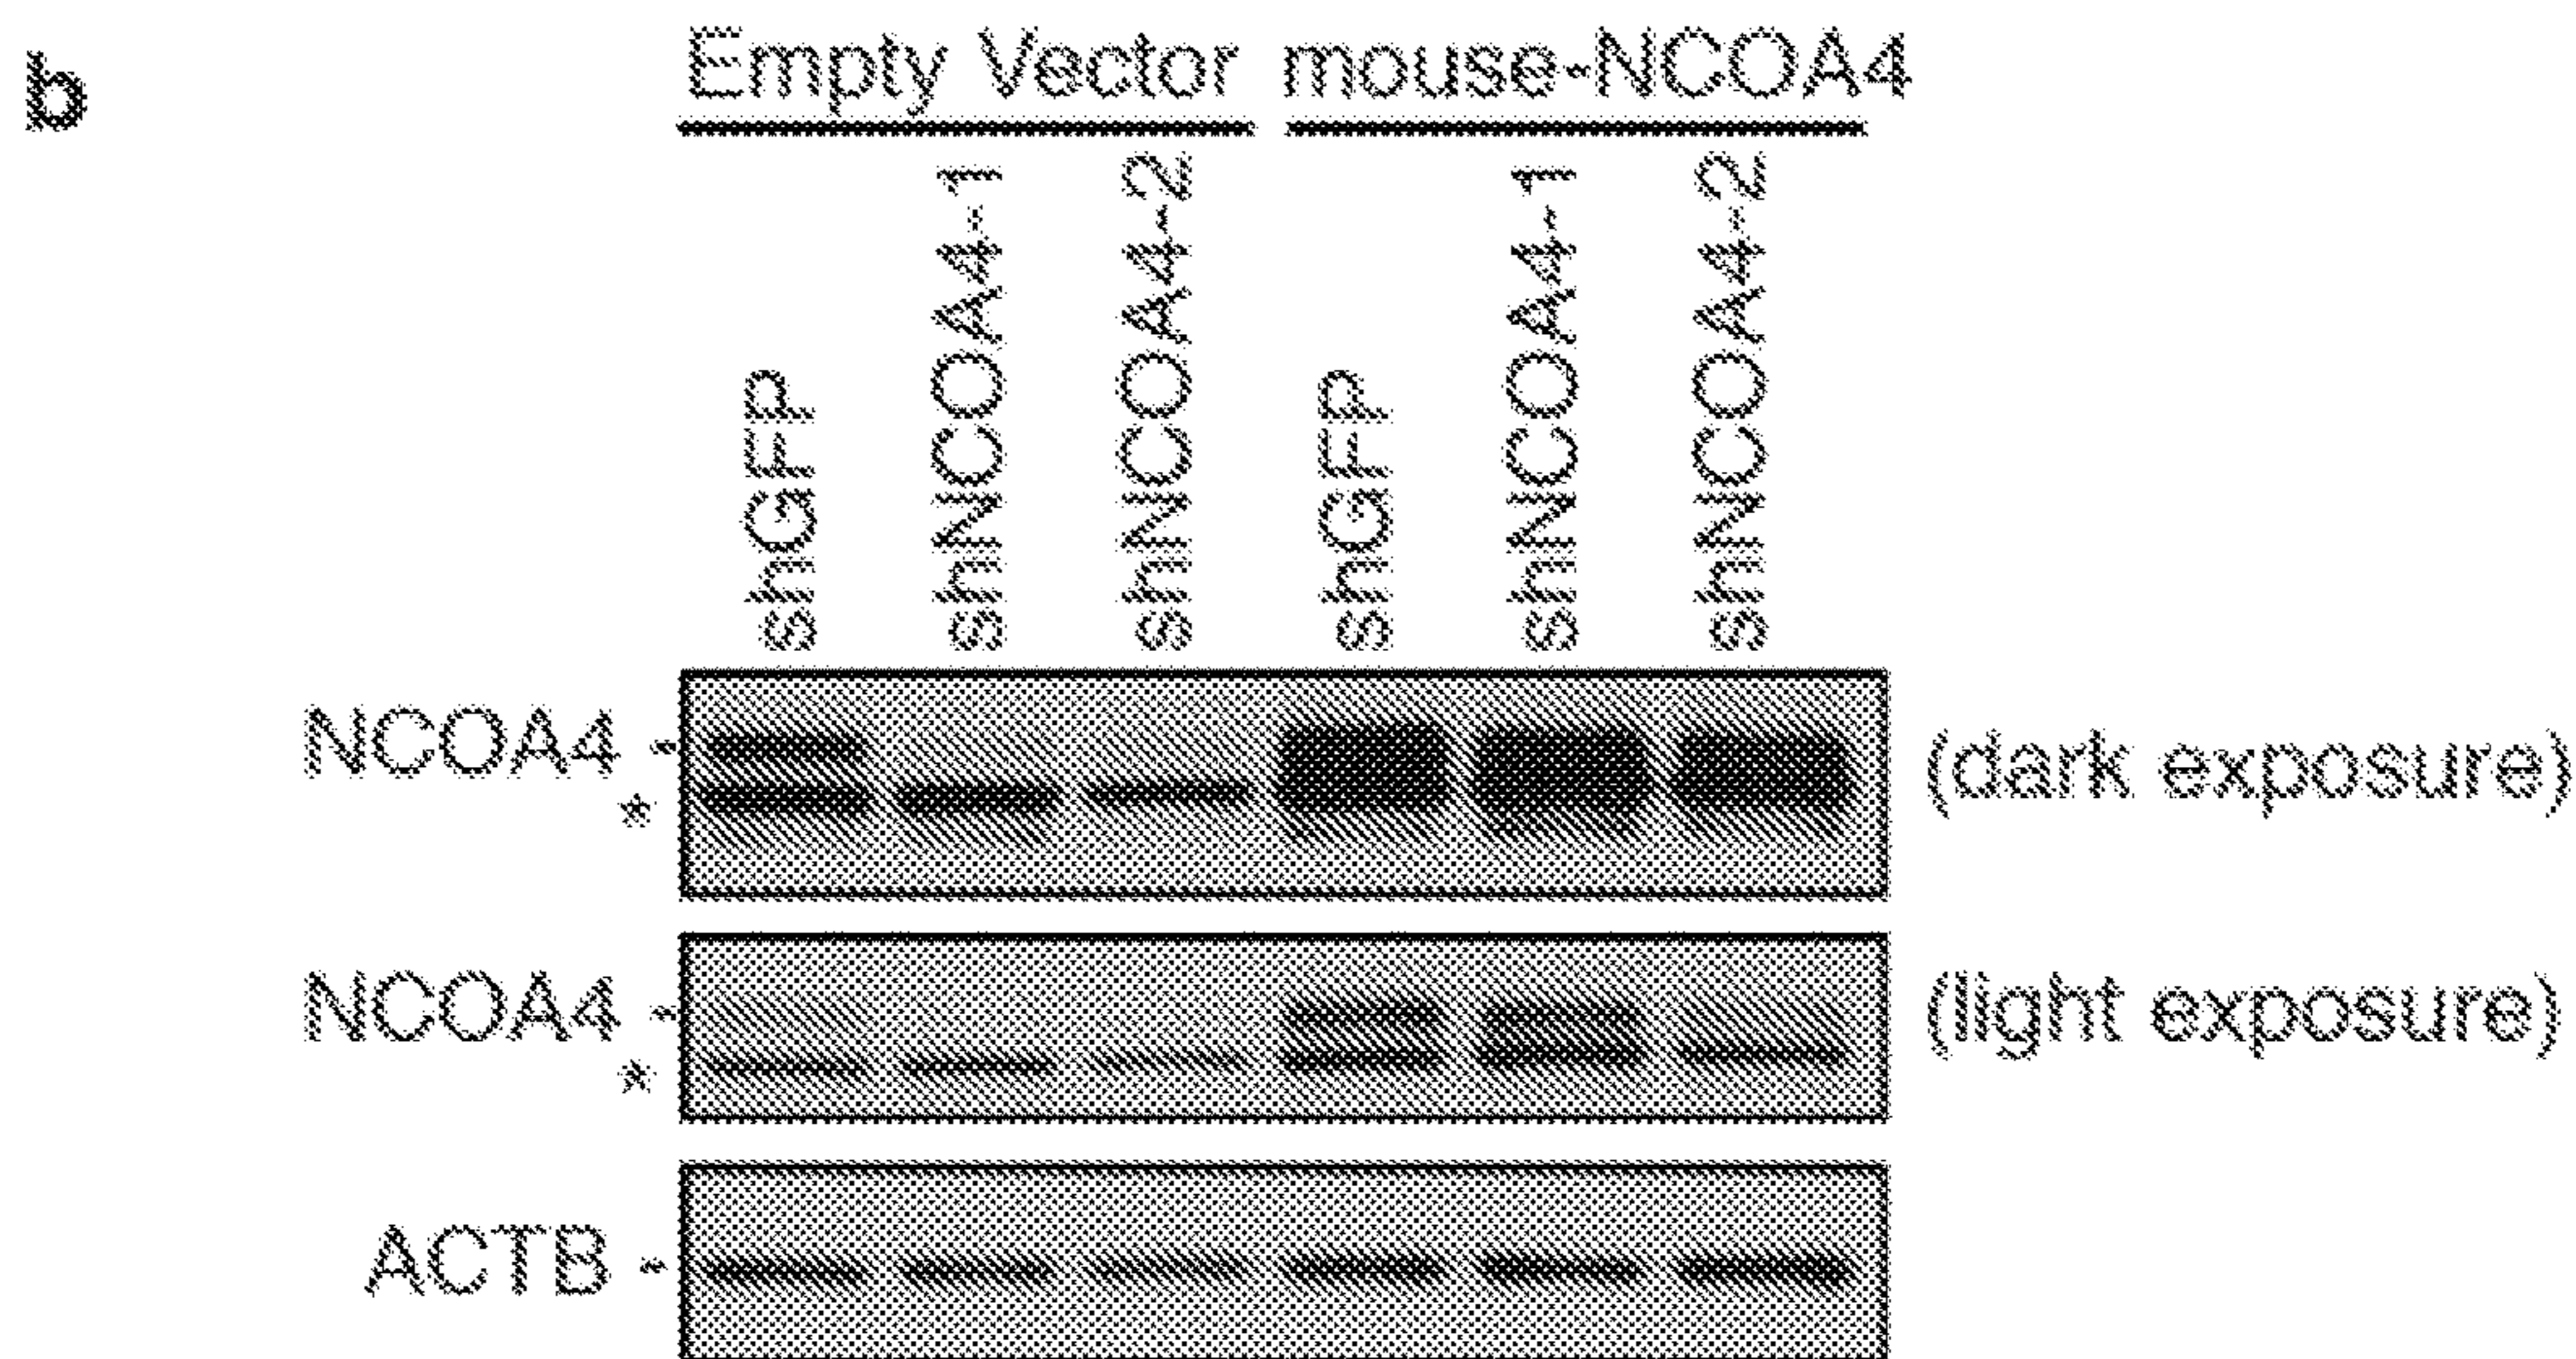 b
Empty Vector mouse-NCOA4
shGFP shNCOA4-1 shNCOA4-2 shGFP shNCOA4-1 shNCOA4-2
NCOA4 - (dark exposure)
*
NCOA4 - (light exposure)
*
ACTB -